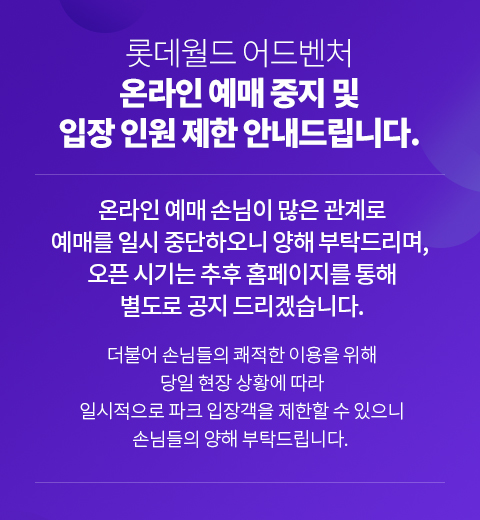 롯데월드 어드벤처
온라인 예매 중지 및
입장 인원 제한 안내드립니다.
온라인 예매 손님이 많은 관계로
예매를 일시 중단하오니 양해 부탁드리며,
오픈 시기는 추후 홈페이지를 통해
별도로 공지 드리겠습니다.
더불어 손님들의 쾌적한 이용을 위해
당일 현장 상황에 따라
일시적으로 파크 입장객을 제한할 수 있으니
손님들의 양해 부탁드립니다.